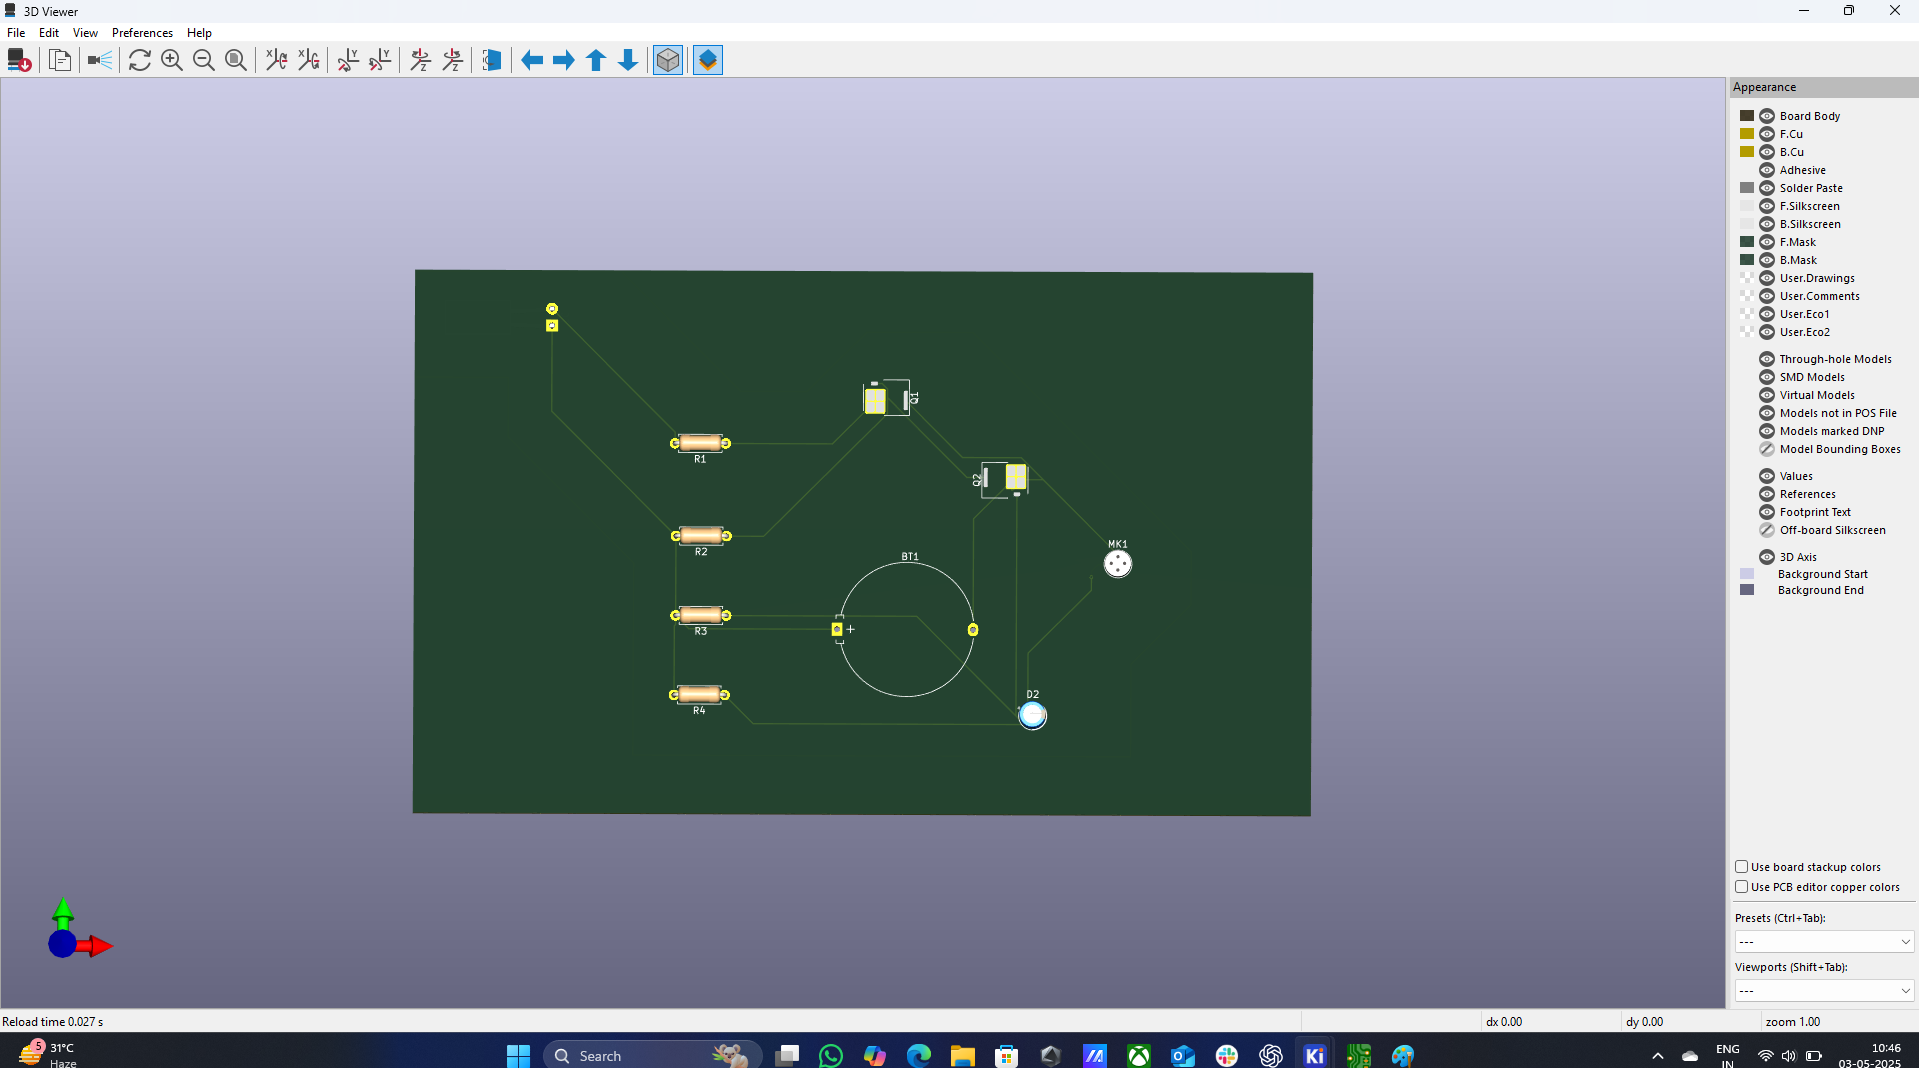 3D Viewer
File Edit View Preferences Help
Appearance
Board Body
F.Cu
B.Cu
Adhesive
Solder Paste
F.Silkscreen
B.Silkscreen
F.Mask
B.Mask
User.Drawings
User.Comments
User.Eco1
User.Eco2
Through-hole Models
SMD Models
Virtual Models
Models not in POS File
Models marked DNP
Model Bounding Boxes
Values
References
Footprint Text
Off-board Silkscreen
3D Axis
Background Start
Background End
Q1
R1
Q2
R2
BT1
MK1
R3
+
D2
R4
Use board stackup colors
Use PCB editor copper colors
Presets (Ctrl+Tab):
---
Viewports (Shift+Tab):
---
Reload time 0.027 s
dx 0.00
dy 0.00
zoom 1.00
5
31°C
Haze
Search
Ki
ENG
IN
10:46
03-05-2025